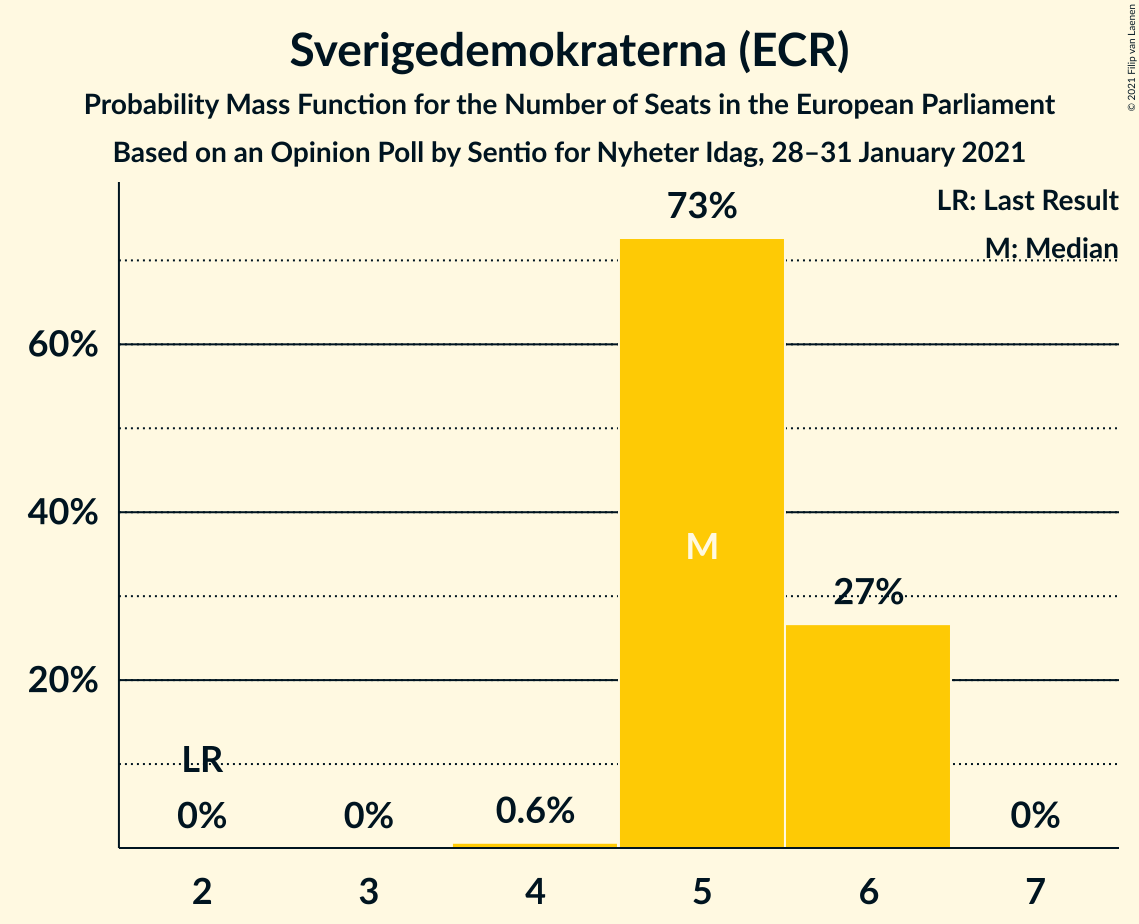 Sverigedemokraterna (ECR)
Probability Mass Function for the Number of Seats in the European Parliament
Based on an Opinion Poll by Sentio for Nyheter Idag, 28–31 January 2021
© 2021 Filip van Laenen
LR: Last Result
M: Median
73%
60%
40%
M
27%
20%
LR
0%
0%
0.6%
0%
2
3
4
5
6
7